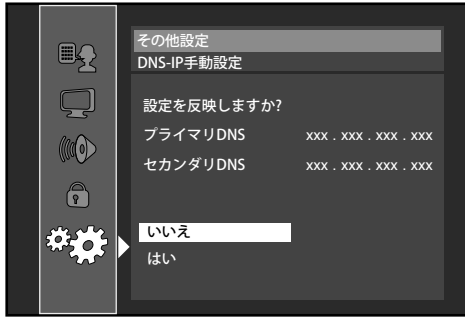 その他設定
DNS-IP手動設定
設定を反映しますか?
プライマリDNS xxx . xxx . xxx . xxx
セカンダリDNS xxx . xxx . xxx . xxx
いいえ
はい